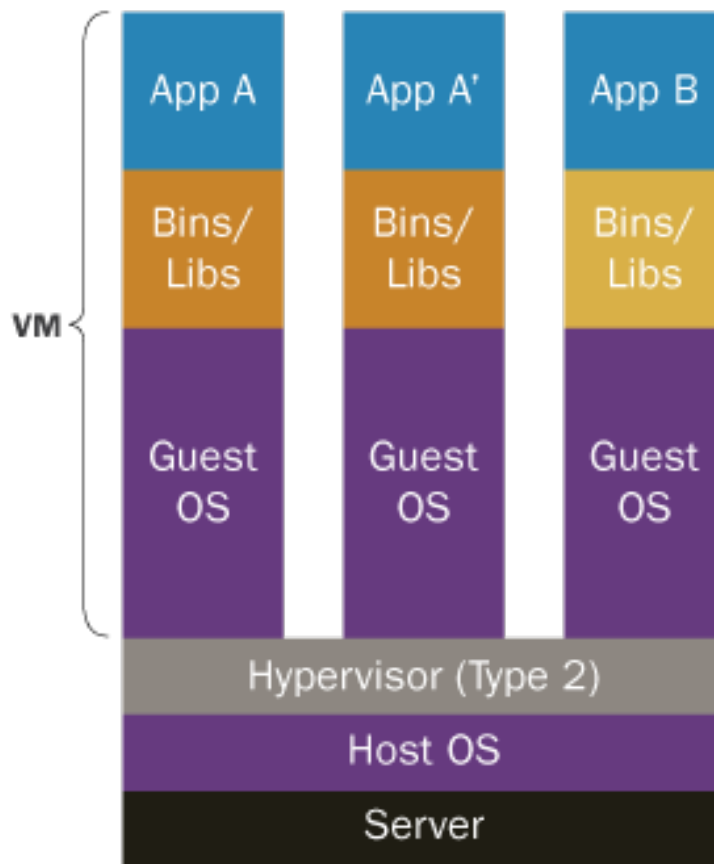 App A
App A’
App B
Bins/
Libs
Bins/
Libs
Bins/
Libs
VM
Guest
OS
Guest
OS
Guest
OS
Hypervisor (Type 2)
Host OS
Server